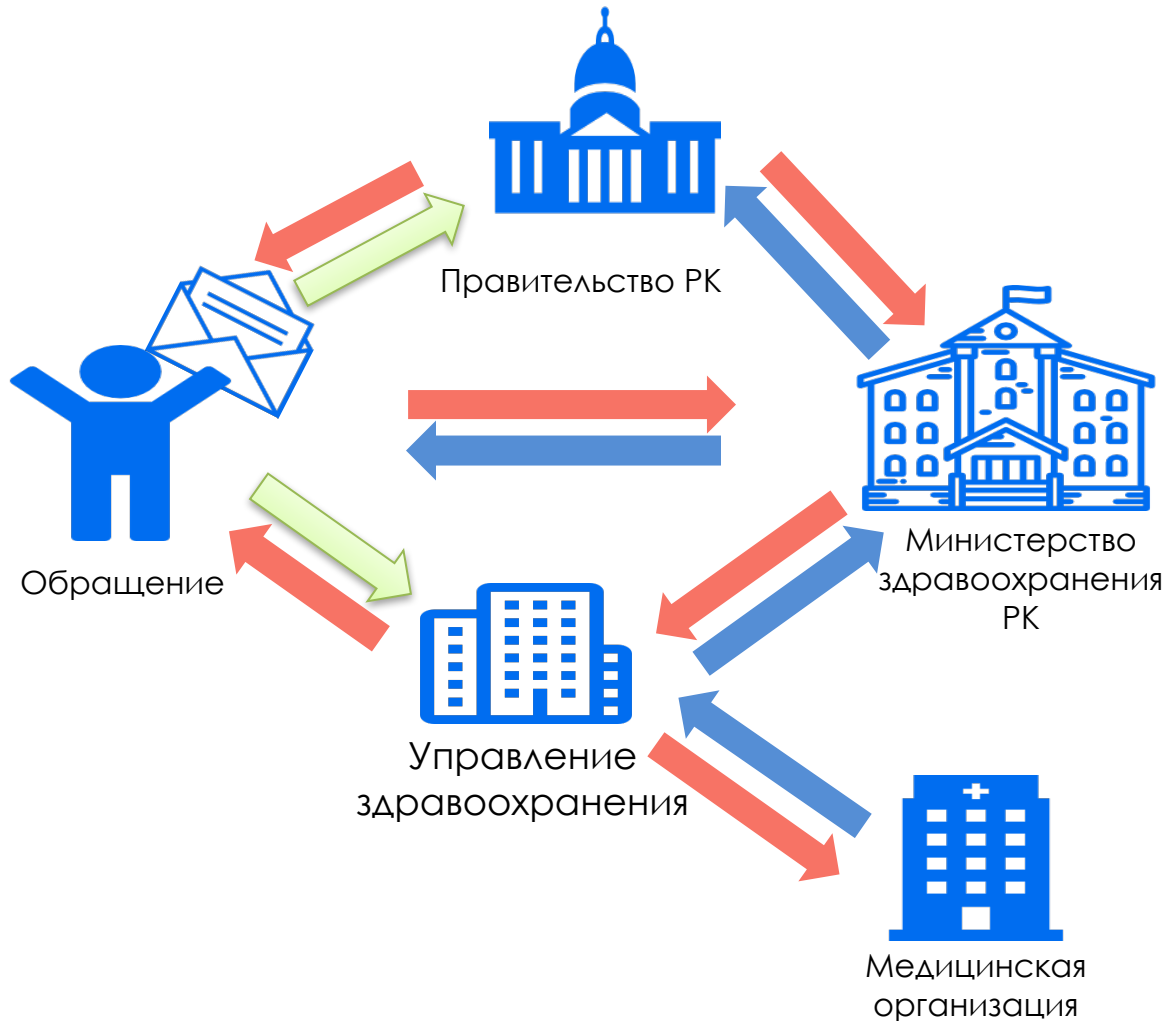 Правительство РК
Обращение
Министерство
здравоохранения
РК
Управление
здравоохранения
Медицинская
организация